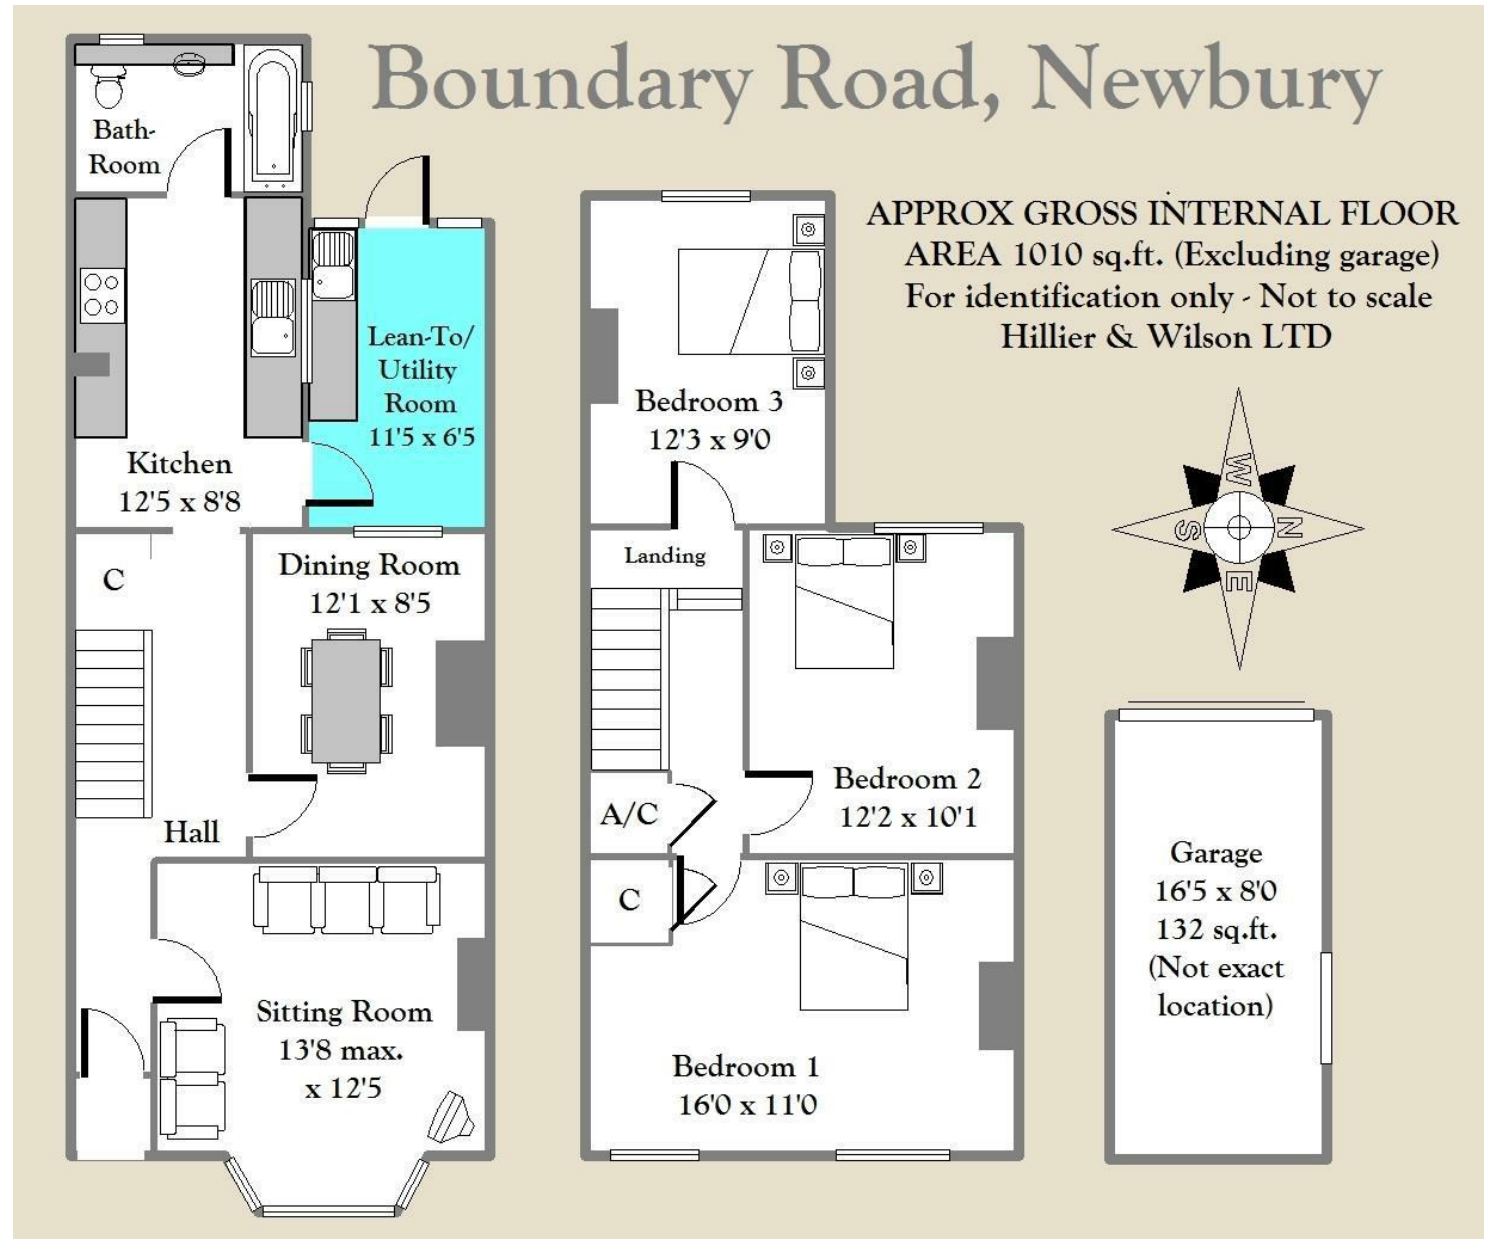 Boundary Road, Newbury
APPROX GROSS INTERNAL FLOOR
AREA 1010 sq.ft. (Excluding garage)
For identification only - Not to scale
Hillier & Wilson LTD
Bath-
Room
Kitchen
12'5 x 8'8
Lean-To/
Utility
Room
11'5 x 6'5
C
Dining Room
12'1 x 8'5
Hall
Sitting Room
13'8 max.
x 12'5
Bedroom 3
12'3 x 9'0
Landing
Bedroom 2
12'2 x 10'1
A/C
C
Bedroom 1
16'0 x 11'0
W
N
S
E
Garage
16'5 x 8'0
132 sq.ft.
(Not exact
location)